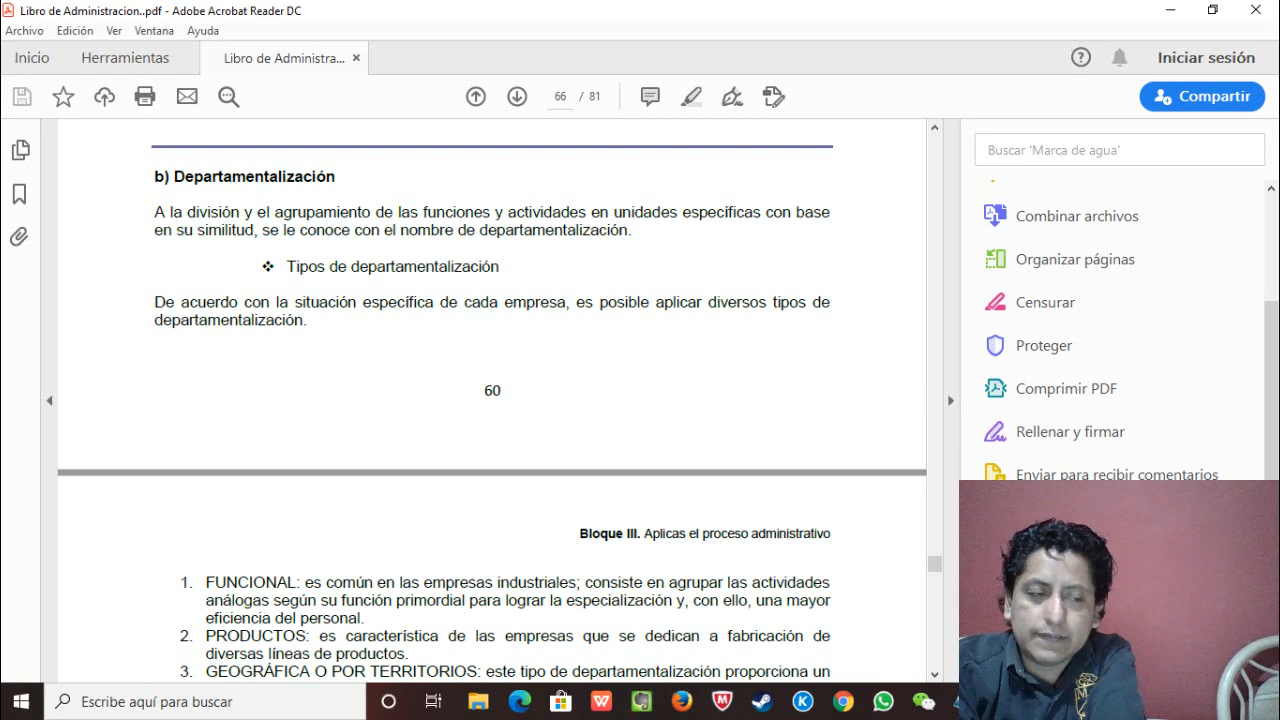 Libro de Administracion..pdf - Adobe Acrobat Reader DC
Archivo Edición Ver Ventana Ayuda
Inicio Herramientas Libro de Administra... × Iniciar sesión
66 / 81 Compartir
Buscar 'Marca de agua'
b) Departamentalización
A la división y el agrupamiento de las funciones y actividades en unidades específicas con base
en su similitud, se le conoce con el nombre de departamentalización.
❖ Tipos de departamentalización
De acuerdo con la situación específica de cada empresa, es posible aplicar diversos tipos de
departamentalización.
60
Bloque III. Aplicas el proceso administrativo
1. FUNCIONAL: es común en las empresas industriales; consiste en agrupar las actividades
análogas según su función primordial para lograr la especialización y, con ello, una mayor
eficiencia del personal.
2. PRODUCTOS: es característica de las empresas que se dedican a fabricación de
diversas líneas de productos.
3. GEOGRÁFICA O POR TERRITORIOS: este tipo de departamentalización proporciona un
Combinar archivos
Organizar páginas
Censurar
Proteger
Comprimir PDF
Rellenar y firmar
Enviar para recibir comentarios
Escribe aquí para buscar